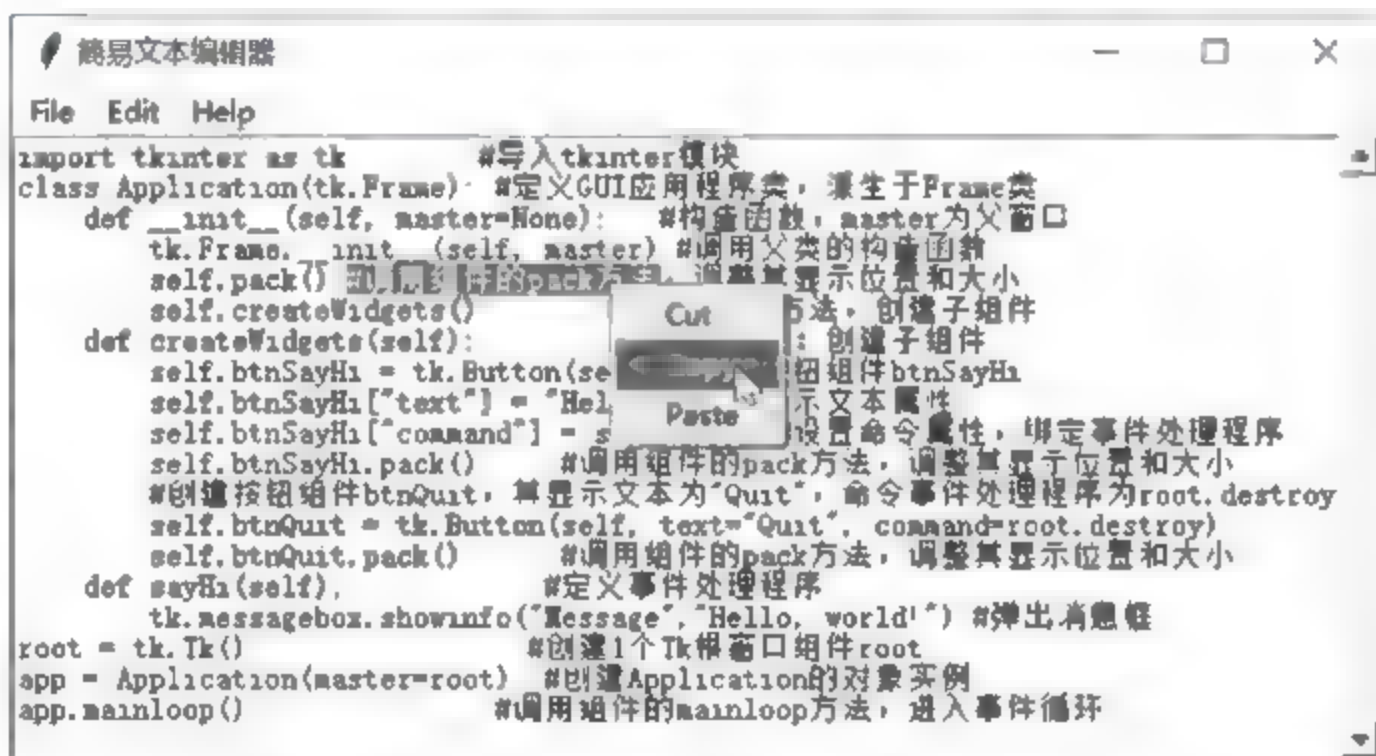 简易文本编辑器
File Edit Help
import tkinter as tk #导入tkinter模块
class Application(tk.Frame): #定义GUI应用程序类，派生于Frame类
def __init__(self, master=None): #构造函数，master为父窗口
tk.Frame.__init__(self, master) #调用父类的构造函数
self.pack() 组件的pack方法，调整其显示位置和大小
self.createWidgets() 方法，创建子组件
def createWidgets(self): ：创建子组件
self.btnSayHi = tk.Button(se 钮组件btnSayHi
self.btnSayHi["text"] = "Hel 示文本属性
self.btnSayHi["command"] = s 设置命令属性，绑定事件处理程序
self.btnSayHi.pack() #调用组件的pack方法，调整其显示位置和大小
#创建按钮组件btnQuit，其显示文本为"Quit"，命令事件处理程序为root.destroy
self.btnQuit = tk.Button(self, text="Quit", command=root.destroy)
self.btnQuit.pack() #调用组件的pack方法，调整其显示位置和大小
def sayHi(self): #定义事件处理程序
tk.messagebox.showinfo("Message","Hello, world!") #弹出消息框
root = tk.Tk() #创建1个Tk根窗口组件root
app = Application(master=root) #创建Application的对象实例
app.mainloop() #调用组件的mainloop方法，进入事件循环
Cut
Paste